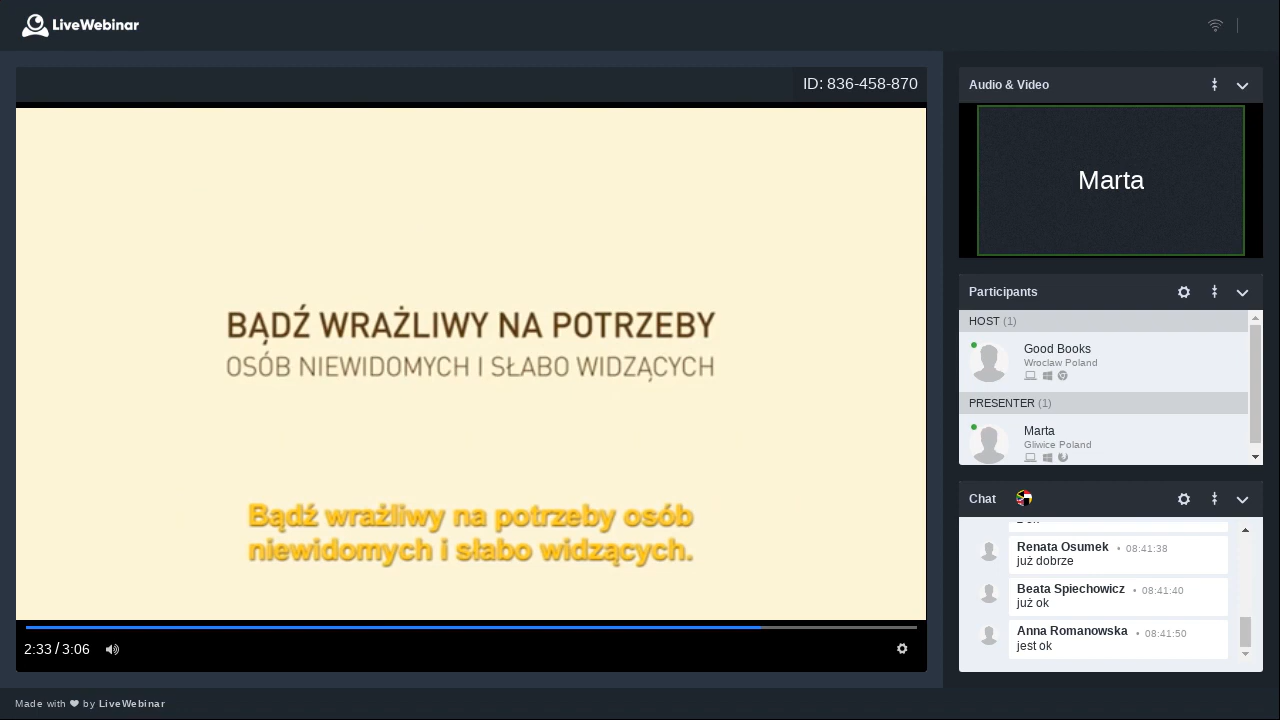 LiveWebinar
ID: 836-458-870
BĄDŹ WRAŻLIWY NA POTRZEBY
OSÓB NIEWIDOMYCH I SŁABO WIDZĄCYCH
Bądź wrażliwy na potrzeby osób
niewidomych i słabo widzących.
2:33 / 3:06
Audio & Video
Marta
Participants
HOST (1)
Good Books
Wroclaw Poland
PRESENTER (1)
Marta
Gliwice Poland
Chat
Renata Osumek • 08:41:38
już dobrze
Beata Spiechowicz • 08:41:40
już ok
Anna Romanowska • 08:41:50
jest ok
Made with by LiveWebinar